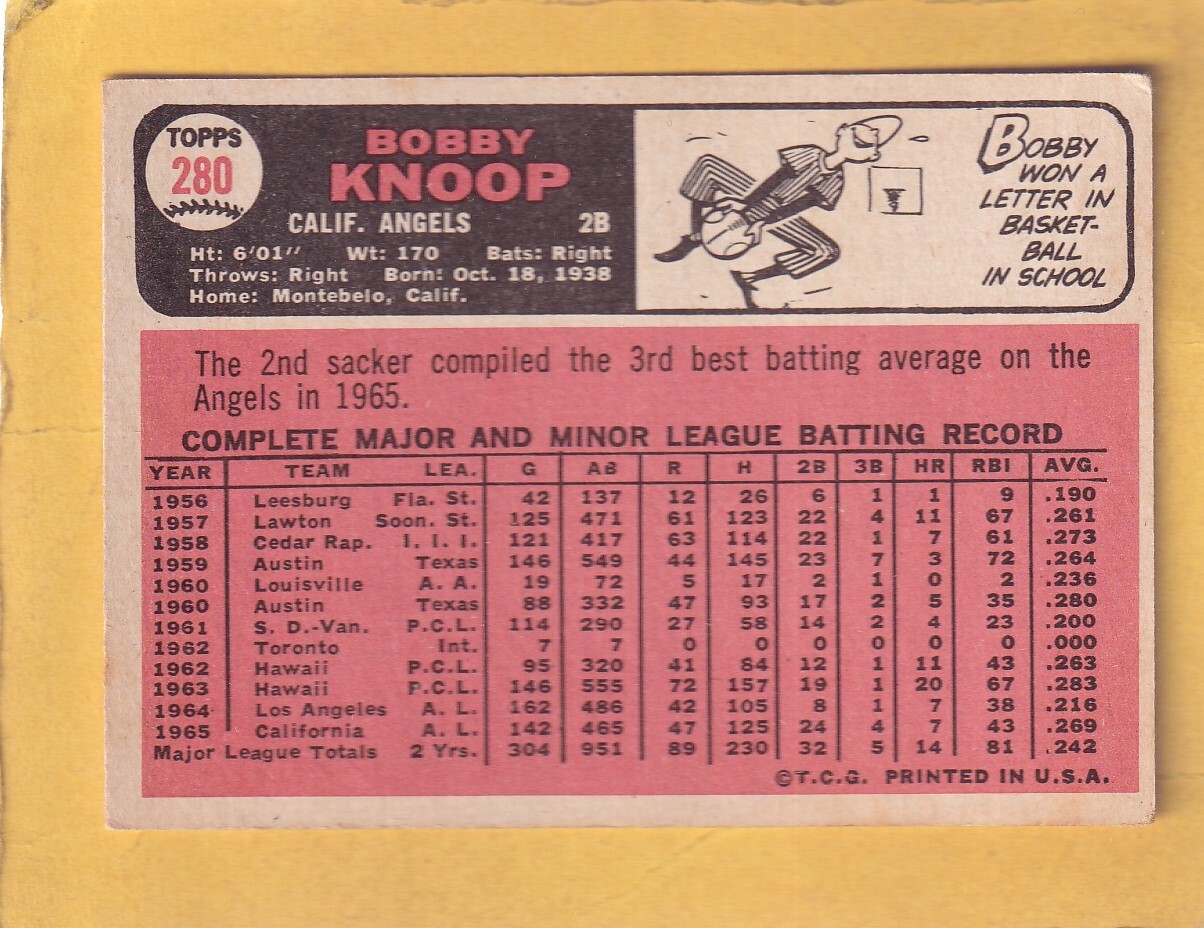 TOPPS
280
BOBBY
KNOOP
CALIF. ANGELS 2B
Ht: 6'01" Wt: 170 Bats: Right
Throws: Right Born: Oct. 18, 1938
Home: Montebelo, Calif.
BOBBY
WON A
LETTER IN
BASKET-
BALL
IN SCHOOL
The 2nd sacker compiled the 3rd best batting average on the
Angels in 1965.
COMPLETE MAJOR AND MINOR LEAGUE BATTING RECORD
YEAR TEAM LEA. G AB R H 2B 3B HR RBI AVG.
1956 Leesburg Fla. St. 42 137 12 26 6 1 1 9 .190
1957 Lawton Soon. St. 125 471 61 123 22 4 11 67 .261
1958 Cedar Rap. I. I. I. 121 417 63 114 22 1 7 61 .273
1959 Austin Texas 146 549 44 145 23 7 3 72 .264
1960 Louisville A. A. 19 72 5 17 2 1 0 2 .236
1960 Austin Texas 88 332 47 93 17 2 5 35 .280
1961 S. D.-Van. P.C.L. 114 290 27 58 14 2 4 23 .200
1962 Toronto Int. 7 7 0 0 0 0 0 0 .000
1962 Hawaii P.C.L. 95 320 41 84 12 1 11 43 .263
1963 Hawaii P.C.L. 146 555 72 157 19 1 20 67 .283
1964 Los Angeles A. L. 162 486 42 105 8 1 7 38 .216
1965 California A. L. 142 465 47 125 24 4 7 43 .269
Major League Totals 2 Yrs. 304 951 89 230 32 5 14 81 .242
©T.C.G. PRINTED IN U.S.A.